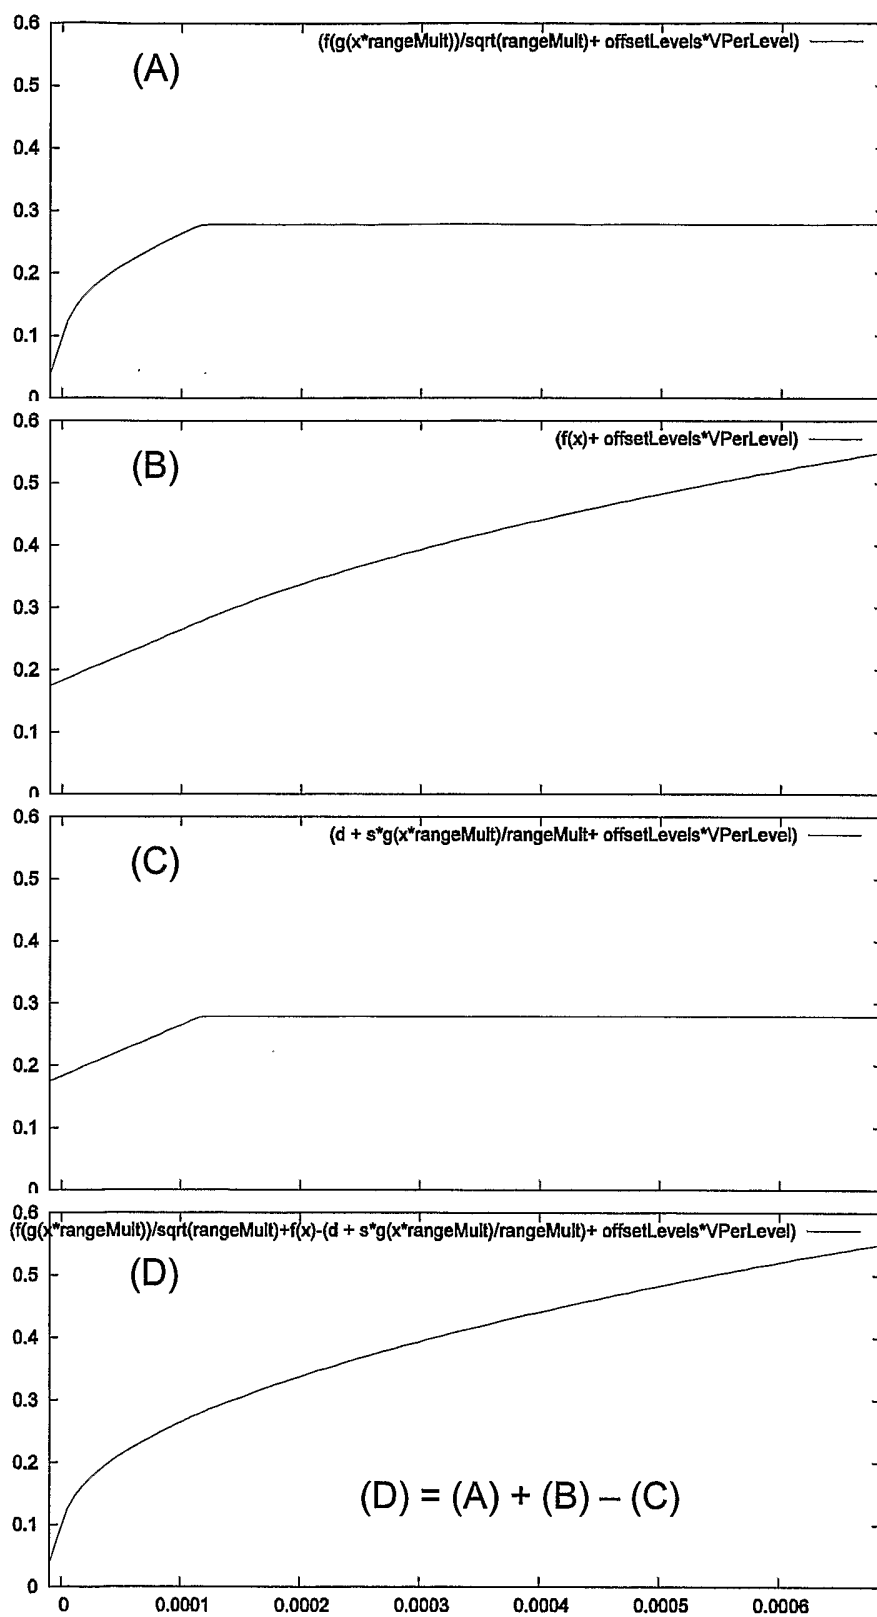 0.6
(f(g(x*rangeMult))/sqrt(rangeMult)+ offsetLevels*VPerLevel)
(A)
0.5
0.4
0.3
0.2
0.1
0
0.6
(f(x)+ offsetLevels*VPerLevel)
(B)
0.5
0.4
0.3
0.2
0.1
0
0.6
(d + s*g(x*rangeMult)/rangeMult+ offsetLevels*VPerLevel)
(C)
0.5
0.4
0.3
0.2
0.1
0
0.6
(f(g(x*rangeMult))/sqrt(rangeMult)+f(x)-(d + s*g(x*rangeMult)/rangeMult)+ offsetLevels*VPerLevel)
(D)
0.5
0.4
0.3
0.2
(D) = (A) + (B) – (C)
0.1
0
0 0.0001 0.0002 0.0003 0.0004 0.0005 0.0006